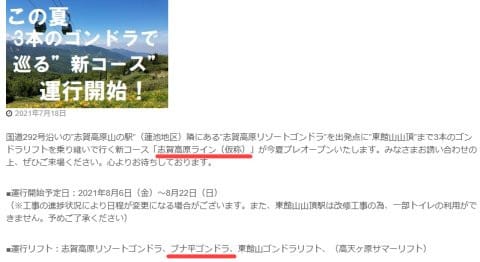 この夏
3本のゴンドラで
巡る”新コース”
運行開始！
2021年7月18日
国道292号沿いの“志賀高原山の駅”（蓮池地区）隣にある“志賀高原リゾートゴンドラ”を出発点に“東館山山頂”まで3本のゴン
ドラリフトを乗り継いで行く新コース「志賀高原ライン（仮称）」が今夏プレオープンいたします。みなさまお誘い合わせの
上、ぜひご来場ください。心よりお待ちしております。
■運行開始予定日：2021年8月6日（金）～8月22日（日）
（※工事の進捗状況により日程が変更になる場合がございます。また、東館山山頂駅は改修工事の為、一部トイレの利用ができ
ません。予めご了承ください）
■運行リフト：志賀高原リゾートゴンドラ、ブナ平ゴンドラ、東館山ゴンドラリフト、（高天ヶ原サマーリフト）